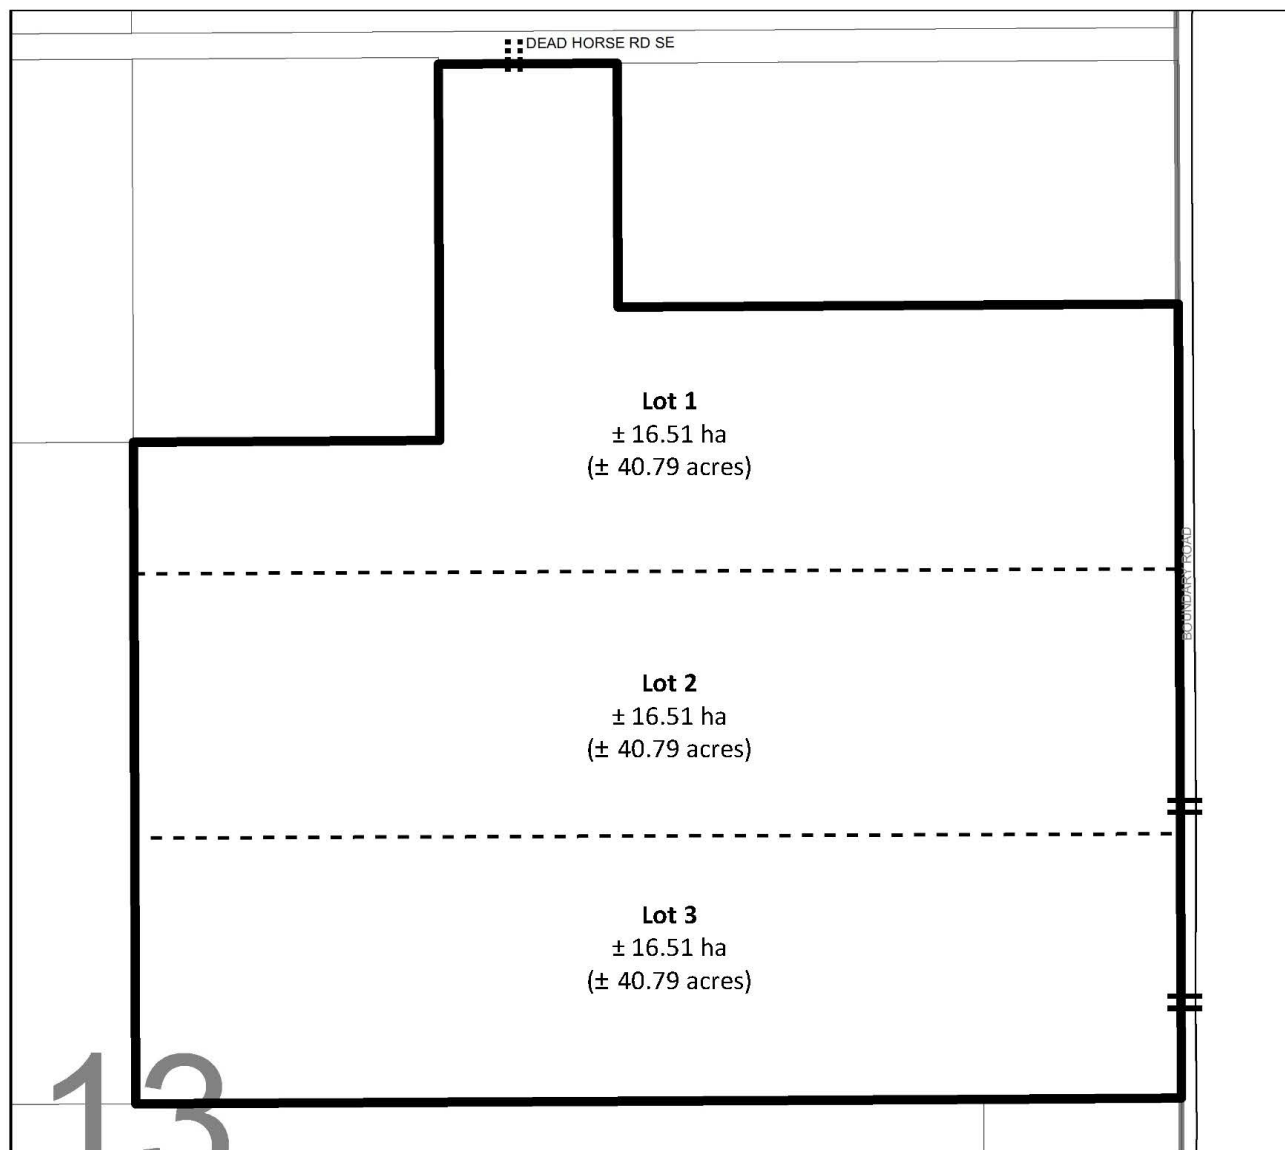 DEAD HORSE RD SE
Lot 1
± 16.51 ha
(± 40.79 acres)
BOUNDARY ROAD
Lot 2
± 16.51 ha
(± 40.79 acres)
Lot 3
± 16.51 ha
(± 40.79 acres)
13